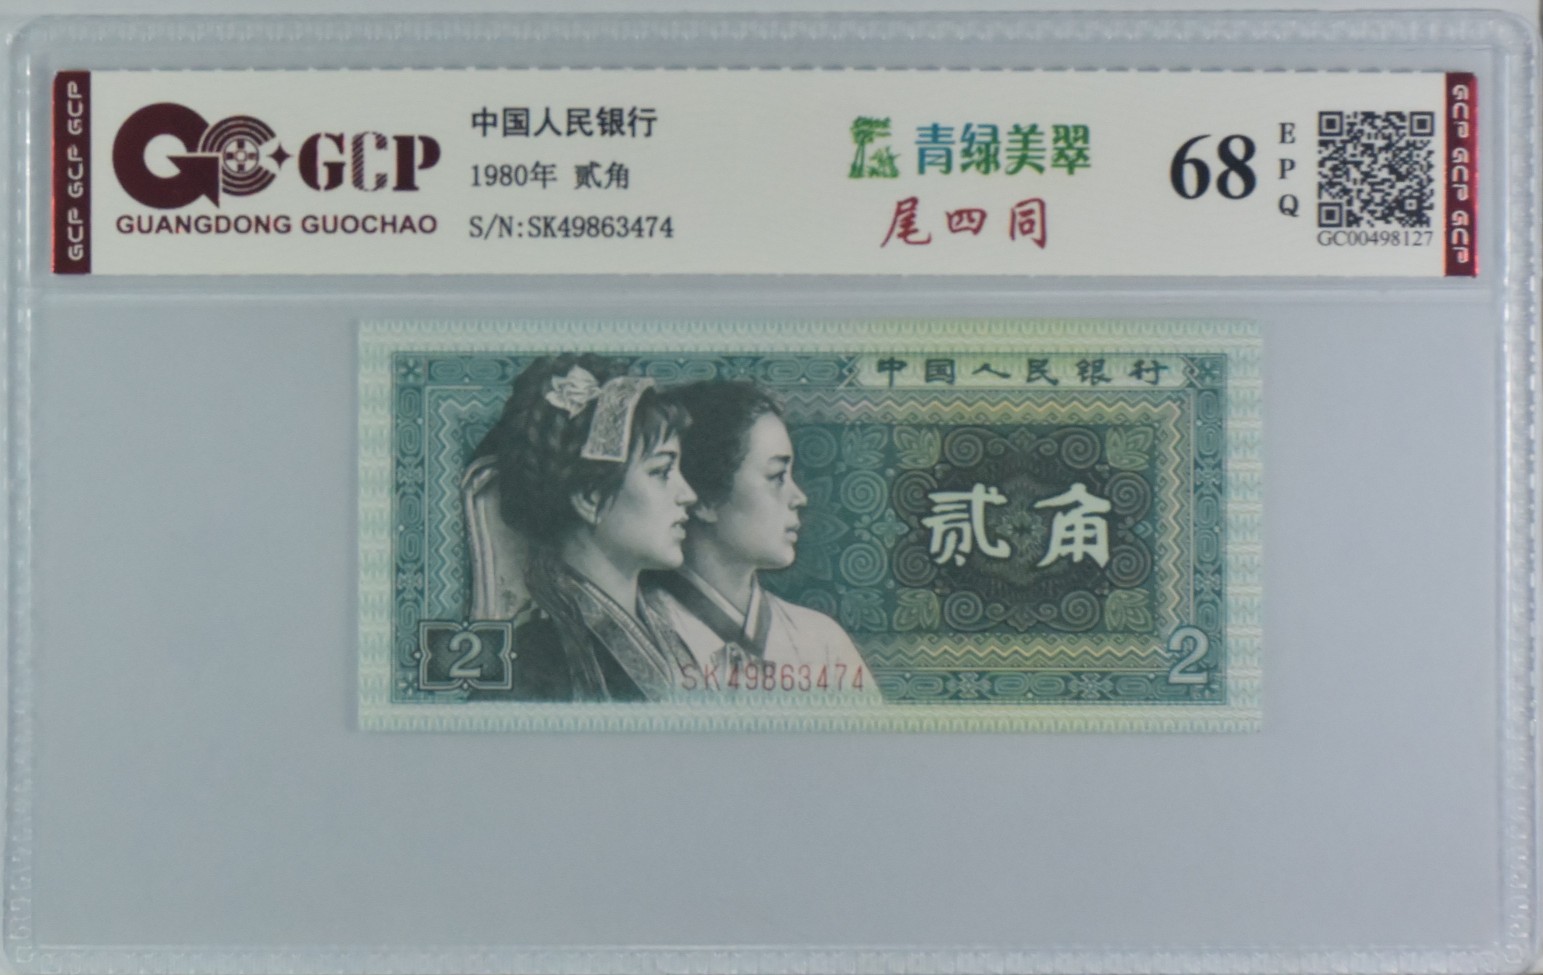 GCP GCP GCP
GCP
GUANGDONG GUOCHAO
中国人民银行
1980年 贰角
S/N:SK49863474
青绿美翠
尾四同
68
EPQ
GC00498127
GCP GCP GCP
中国人民银行
贰角
2
2
SK49863474